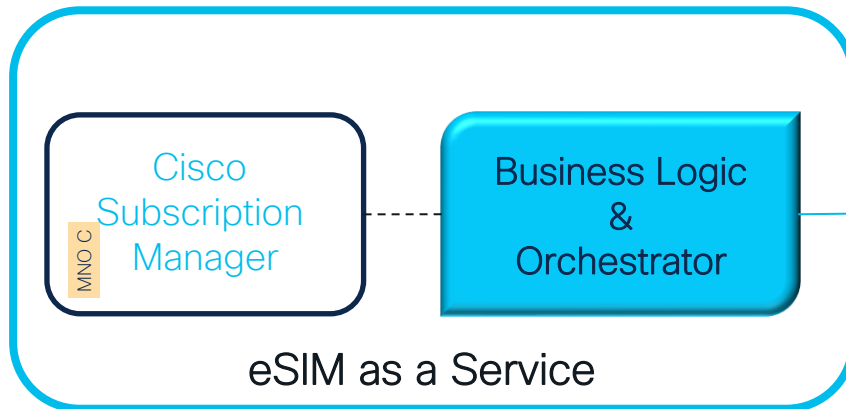 Cisco
Subscription
Manager
MNO C
Business Logic
&
Orchestrator
eSIM as a Service